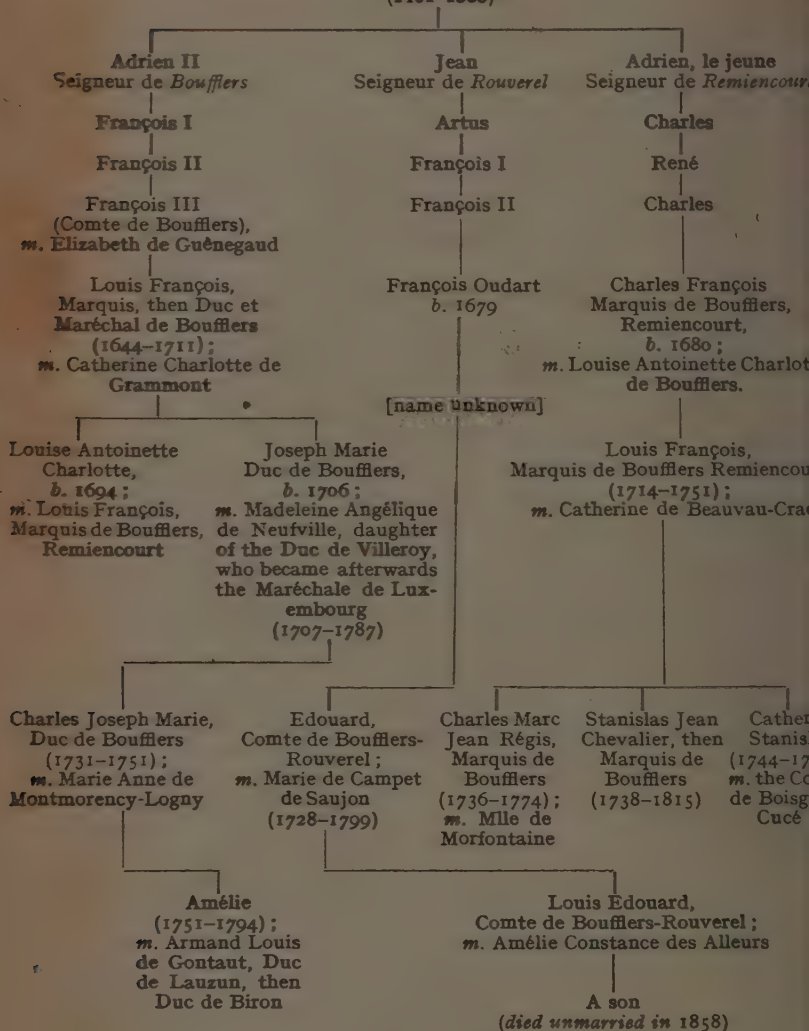 Adrien II
Seigneur de Boufflers
Jean
Seigneur de Rouverel
Adrien, le jeune
Seigneur de
François I
Artus
Charles
François II
François I
René
François III
(Comte de Boufflers),
m. Elizabeth de Guênegaud
François II
Charles
Louis François,
Marquis, then Duc et
Maréchal de Boufflers
(1644–1711);
m. Catherine Charlotte de
Grammont
François Oudart
b. 1679
Charles François
Marquis de Boufflers,
Remiencourt,
b. 1680;
m. Louise Antoinette
de Boufflers.
[name unknown]
Louise Antoinette
Charlotte,
b. 1694;
m. Louis François,
Marquis de Boufflers,
Remiencourt
Joseph Marie
Duc de Boufflers,
b. 1706;
m. Madeleine Angélique
de Neufville, daughter
of the Duc de Villeroy,
who became afterwards
the Maréchale de Lux-
embourg
(1707–1787)
Louis François,
Marquis de Boufflers
(1714–1751);
m. Catherine de
Charles Joseph Marie,
Duc de Boufflers
(1731–1751);
m. Marie Anne de
Montmorency-Logny
Edouard,
Comte de Boufflers-
Rouverel;
m. Marie de Campet
de Saujon
(1728–1799)
Charles Marc
Jean Régis,
Marquis de
Boufflers
(1736–1774);
m. Mlle de
Morfontaine
Stanislas Jean
Chevalier, then
Marquis de
Boufflers
(1738–1815)
m. the
de
Cucé
Amélie
(1751–1794);
m. Armand Louis
de Gontaut, Duc
de Lauzun, then
Duc de Biron
Louis Edouard,
Comte de Boufflers-Rouverel;
m. Amélie Constance des Alleurs
A son
(died unmarried in 1858)